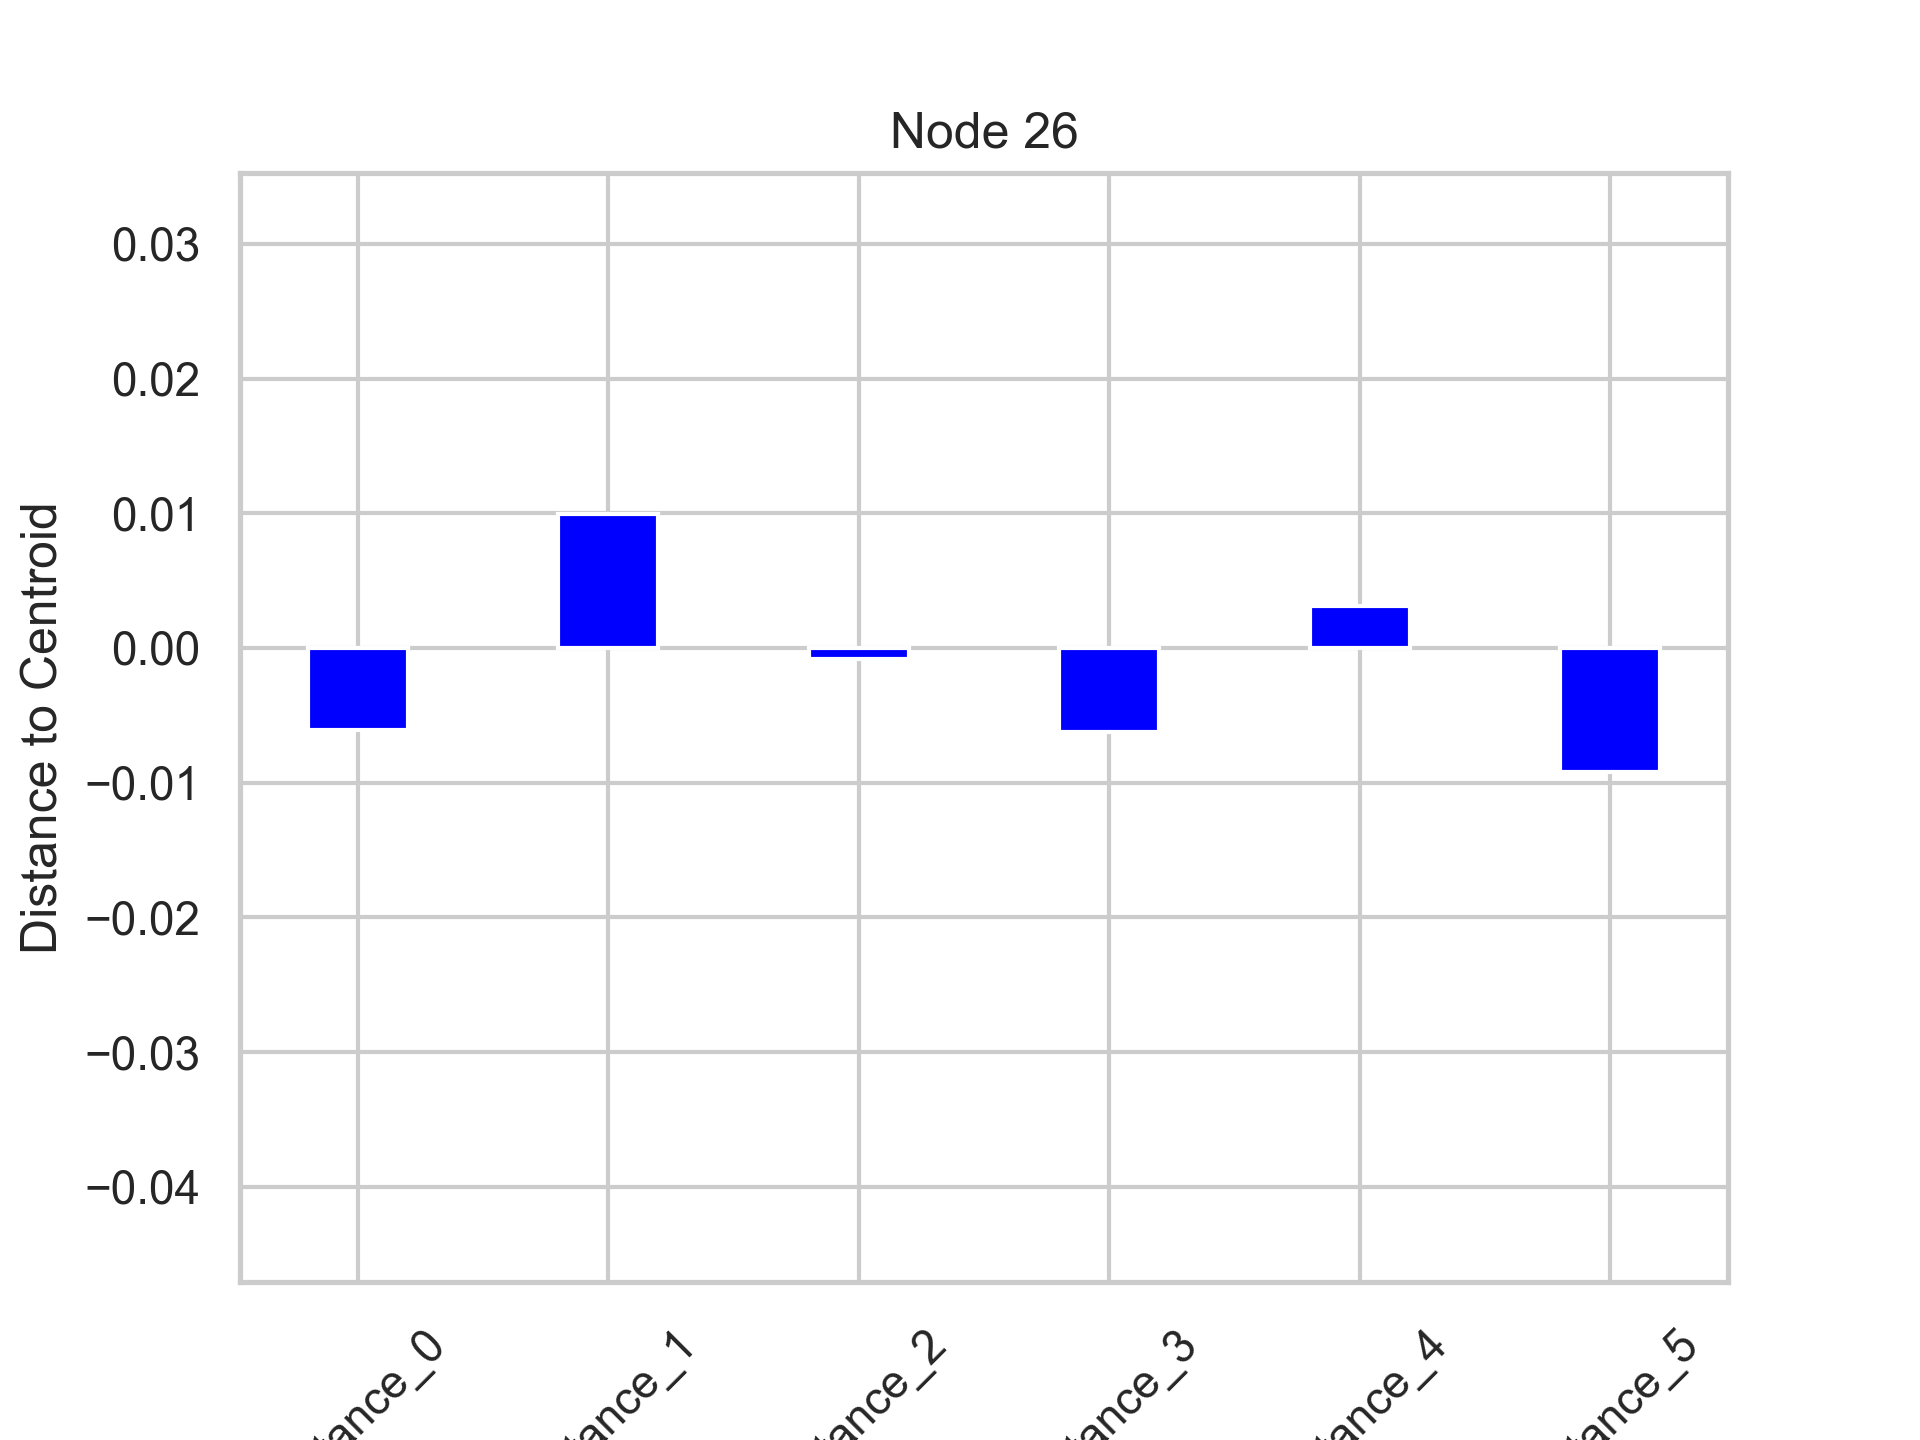 Node 26
0.03
0.02
0.01
0.00
−0.01
−0.02
−0.03
−0.04
Distance to Centroid
tance_0
tance_1
tance_2
tance_3
tance_4
tance_5